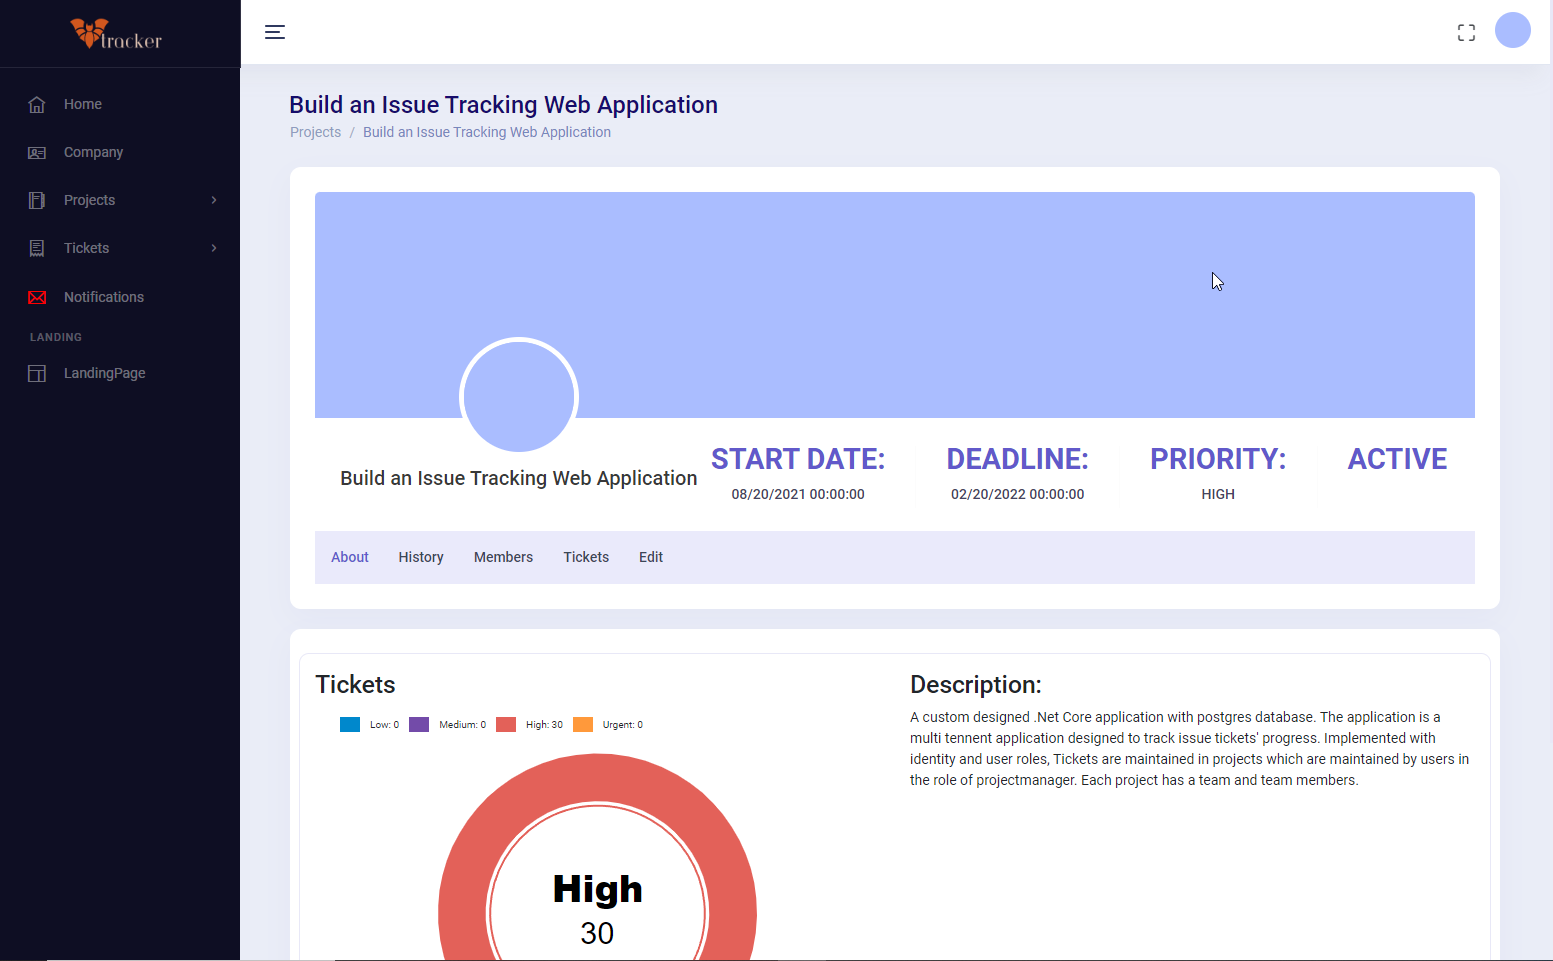 tracker
Home
Company
Projects
Tickets
Notifications
LANDING
LandingPage
Build an Issue Tracking Web Application
Projects / Build an Issue Tracking Web Application
Build an Issue Tracking Web Application
START DATE:
08/20/2021 00:00:00
DEADLINE:
02/20/2022 00:00:00
PRIORITY:
HIGH
ACTIVE
About History Members Tickets Edit
Tickets
Low: 0 Medium: 0 High: 30 Urgent: 0
High
30
Description:
A custom designed .Net Core application with postgres database. The application is a
multi tennent application designed to track issue tickets' progress. Implemented with
identity and user roles, Tickets are maintained in projects which are maintained by users in
the role of projectmanager. Each project has a team and team members.